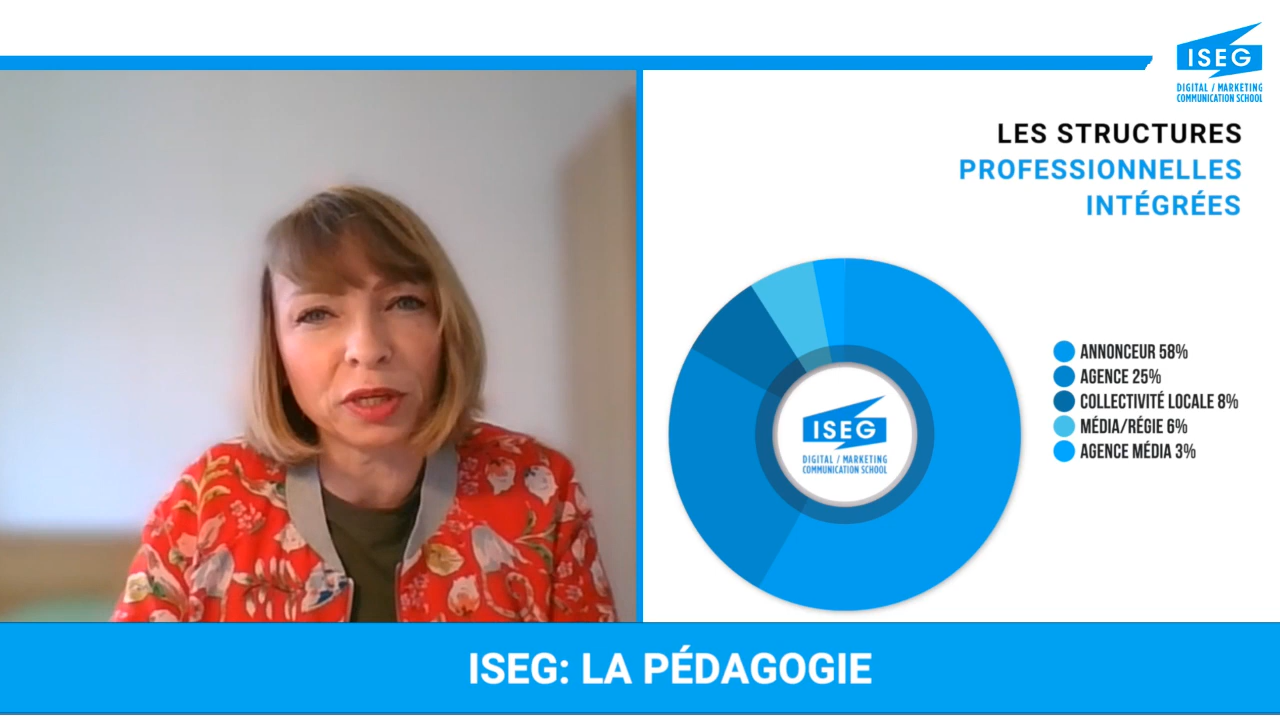 ISEG
DIGITAL / MARKETING
COMMUNICATION SCHOOL
LES STRUCTURES
PROFESSIONNELLES
INTÉGRÉES
ANNONCEUR 58%
AGENCE 25%
COLLECTIVITÉ LOCALE 8%
MÉDIA/RÉGIE 6%
AGENCE MÉDIA 3%
ISEG
DIGITAL / MARKETING
COMMUNICATION SCHOOL
ISEG: LA PÉDAGOGIE